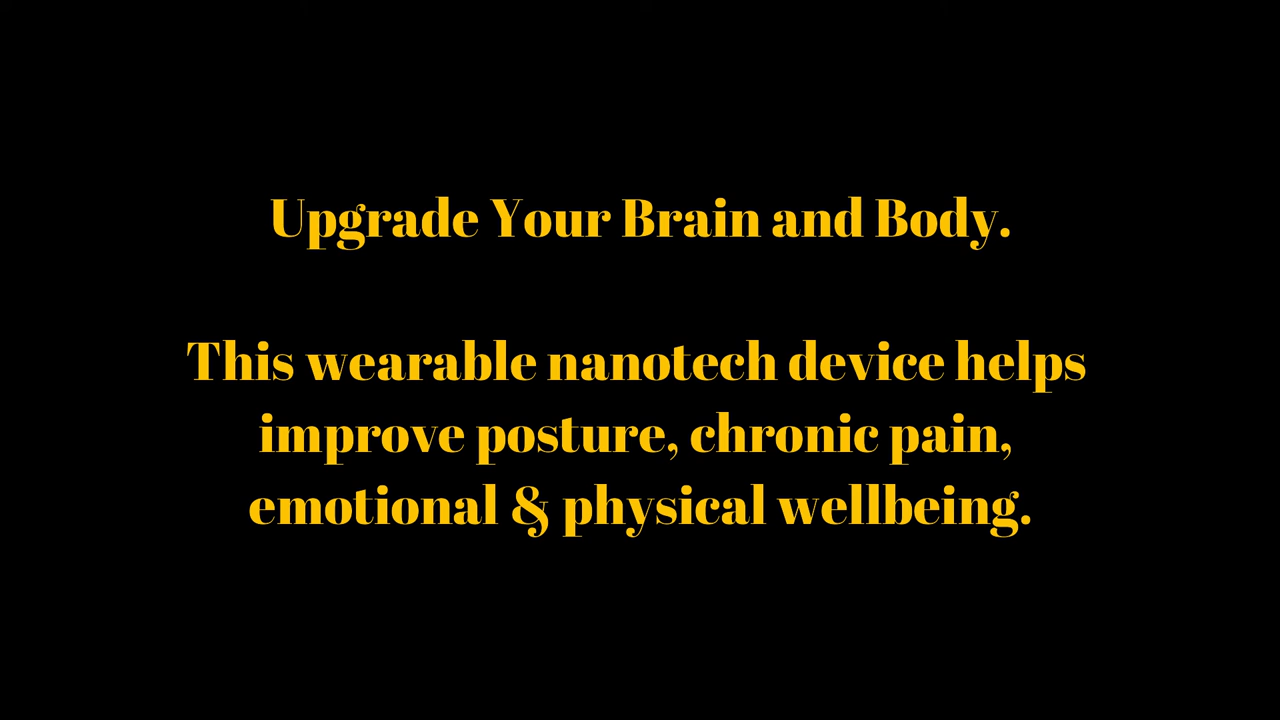 Upgrade Your Brain and Body.
This wearable nanotech device helps
improve posture, chronic pain,
emotional & physical wellbeing.